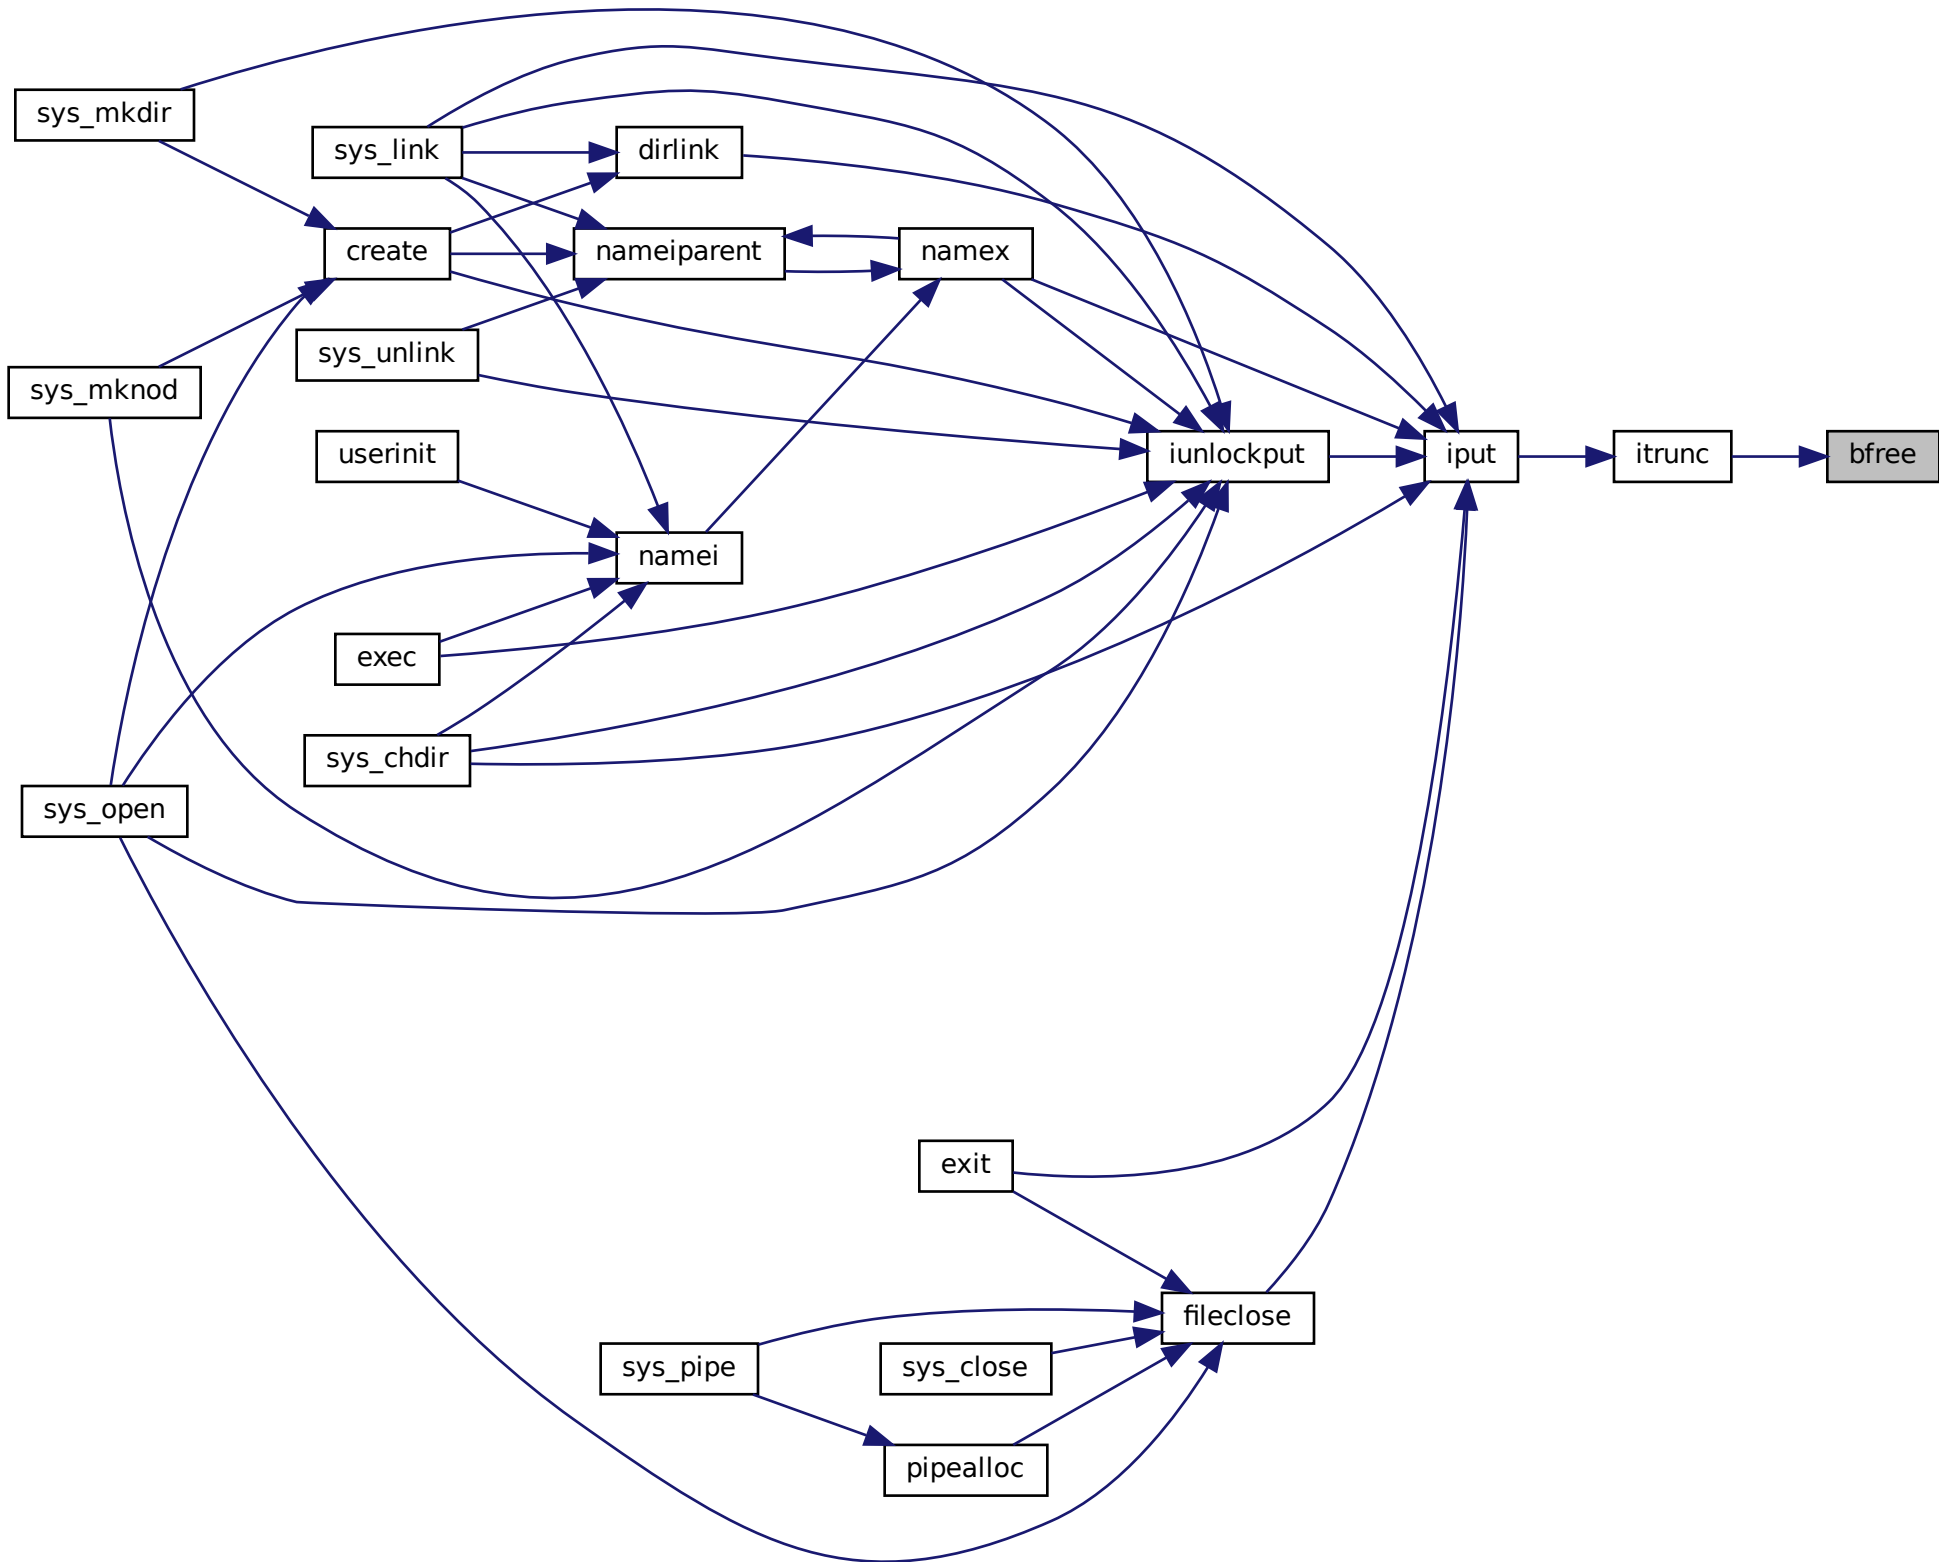 sys_mkdir
sys_link
dirlink
create
nameiparent
namex
sys_unlink
sys_mknod
userinit
iunlockput
iput
itrunc
bfree
namei
exec
sys_chdir
sys_open
exit
fileclose
sys_pipe
sys_close
pipealloc